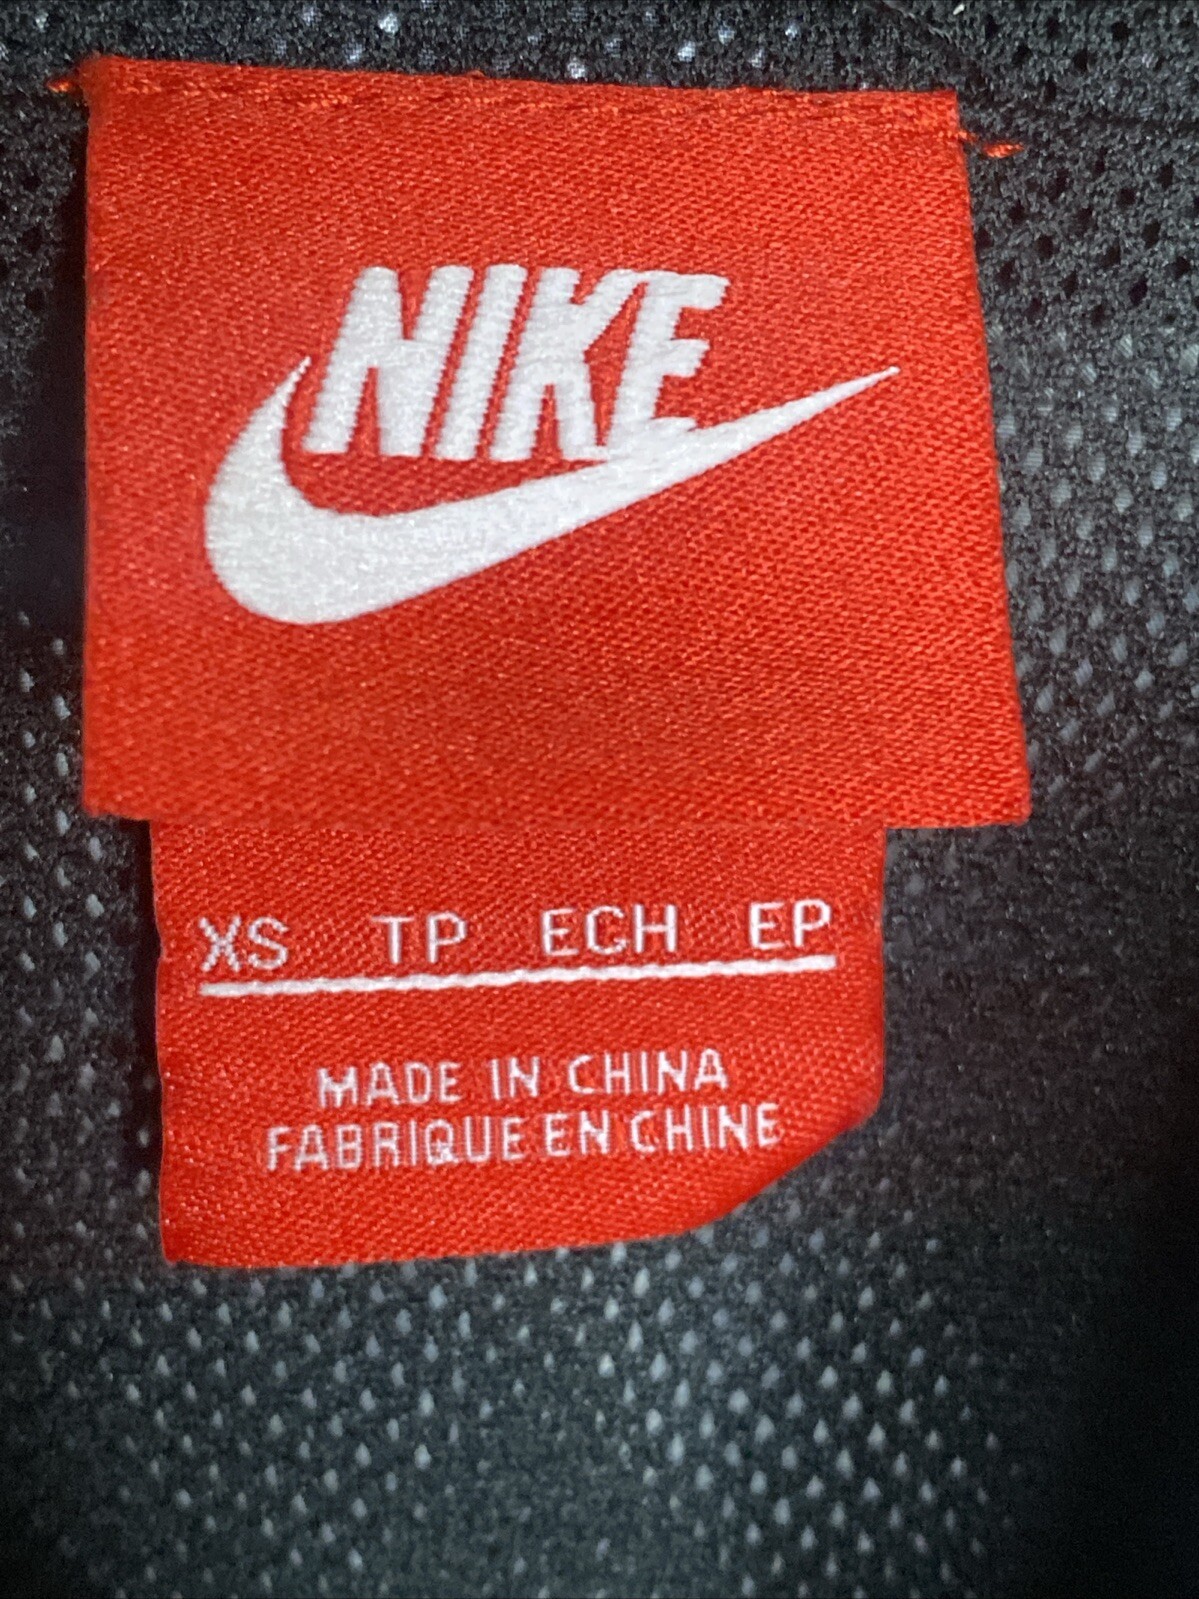 NIKE
XS TP ECH EP
MADE IN CHINA
FABRIQUE EN CHINE